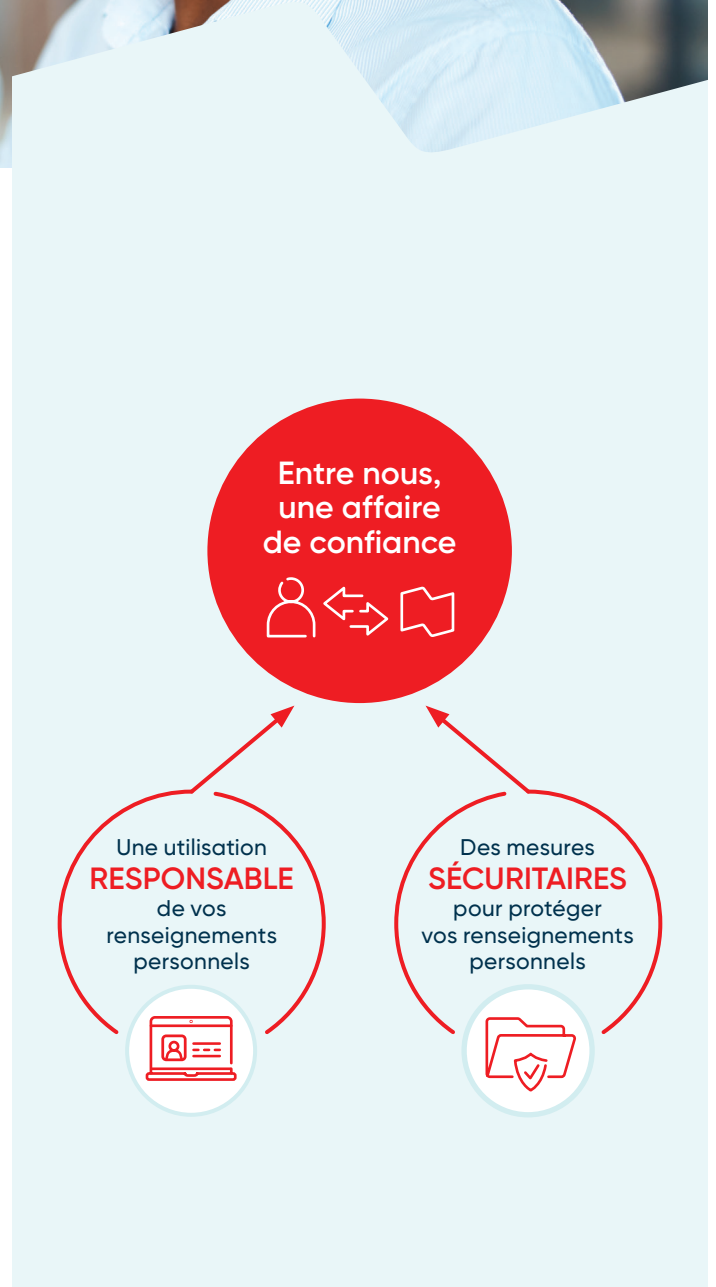 Entre nous,
une affaire
de confiance
Une utilisation
RESPONSABLE
de vos
renseignements
personnels
Des mesures
SÉCURITAIRES
pour protéger
vos renseignements
personnels